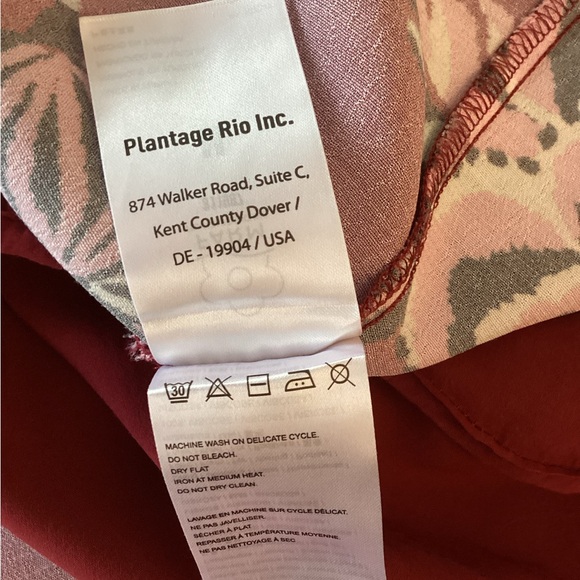 Plantage Rio Inc.
874 Walker Road, Suite C,
Kent County Dover /
DE - 19904 / USA
30
MACHINE WASH ON DELICATE CYCLE.
DO NOT BLEACH.
DRY FLAT
IRON AT MEDIUM HEAT.
DO NOT DRY CLEAN.
LAVAGE EN MACHINE SUR CYCLE DÉLICAT.
NE PAS JAVELLISER.
SÉCHER À PLAT
REPASSER À TEMPÉRATURE MOYENNE.
NE PAS NETTOYAGE À SEC